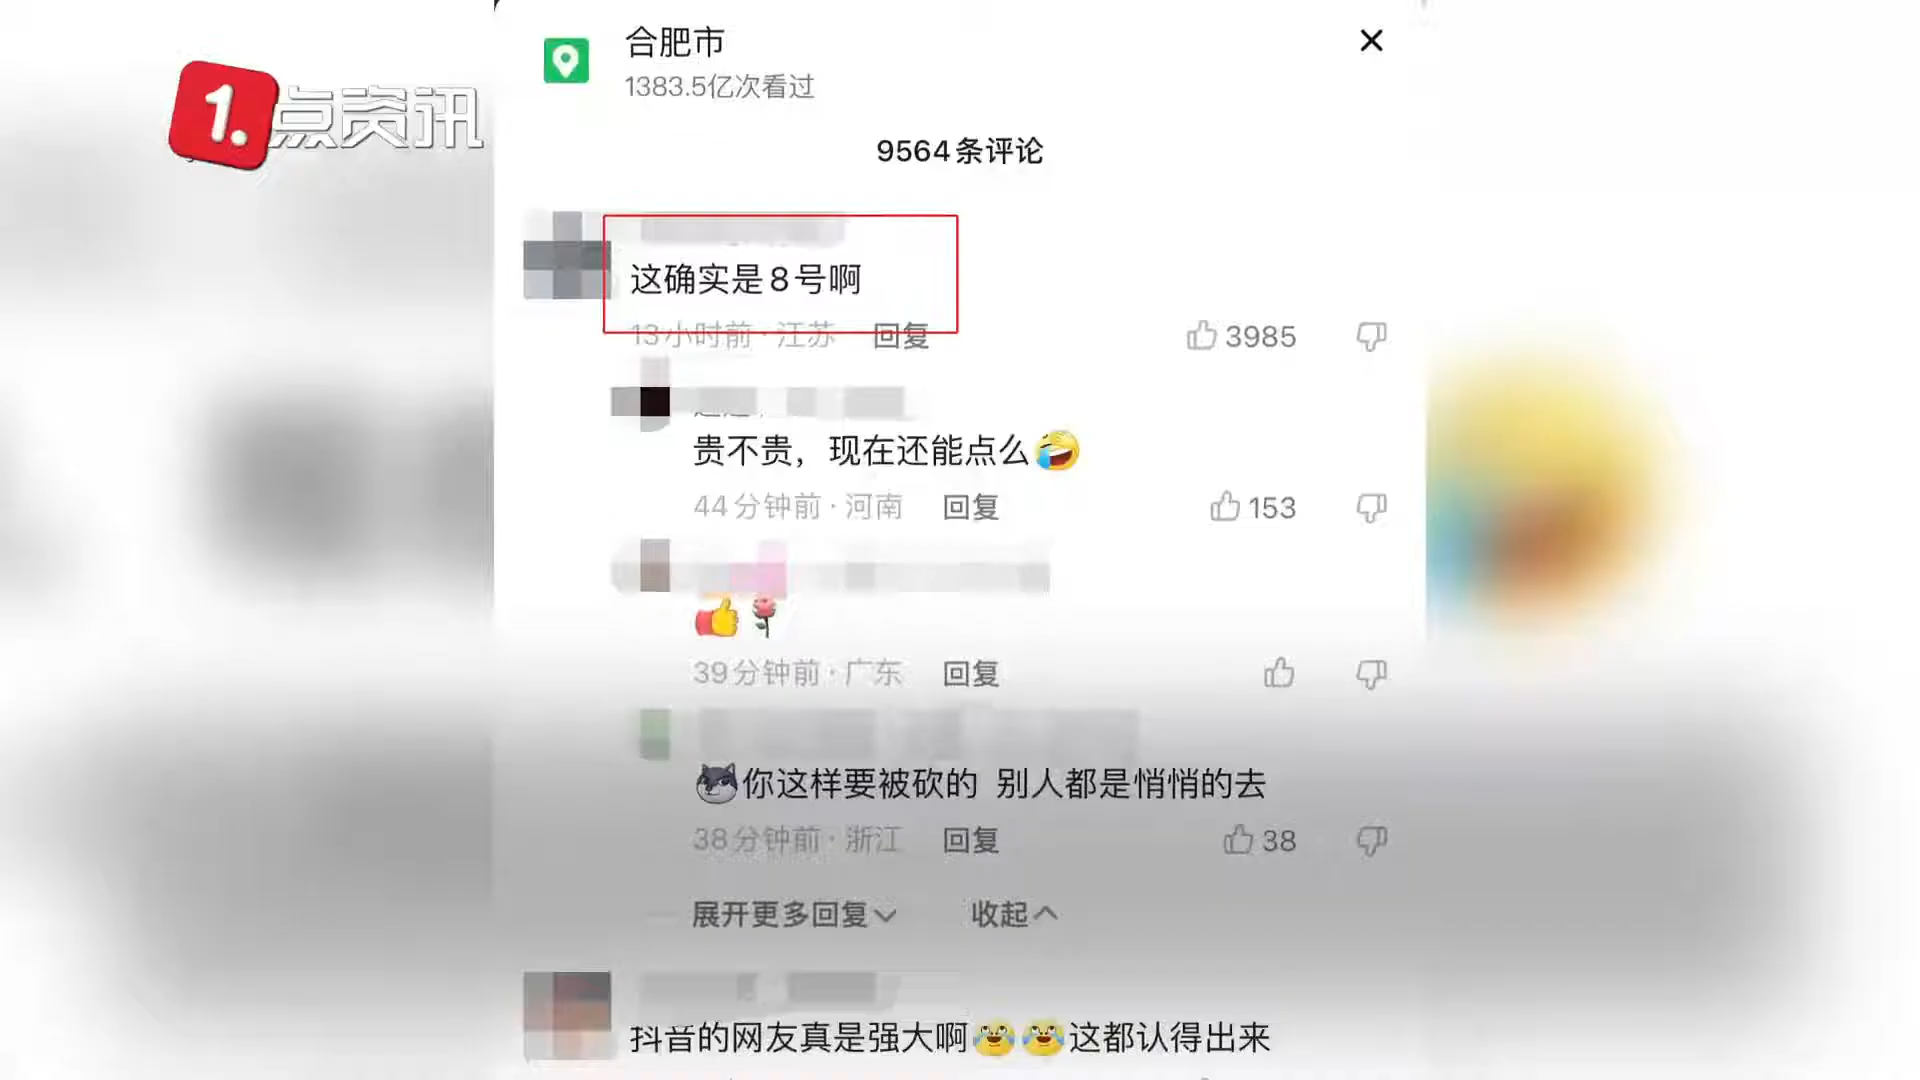 1.点资讯
合肥市
1383.5亿次看过
9564条评论
这确实是8号啊
13小时前·江苏 回复 3985
贵不贵，现在还能点么🤣
44分钟前·河南 回复 153
👍🌹
39分钟前·广东 回复
你这样要被砍的 别人都是悄悄的去
38分钟前·浙江 回复 38
展开更多回复 收起
抖音的网友真是强大啊😂😂这都认得出来